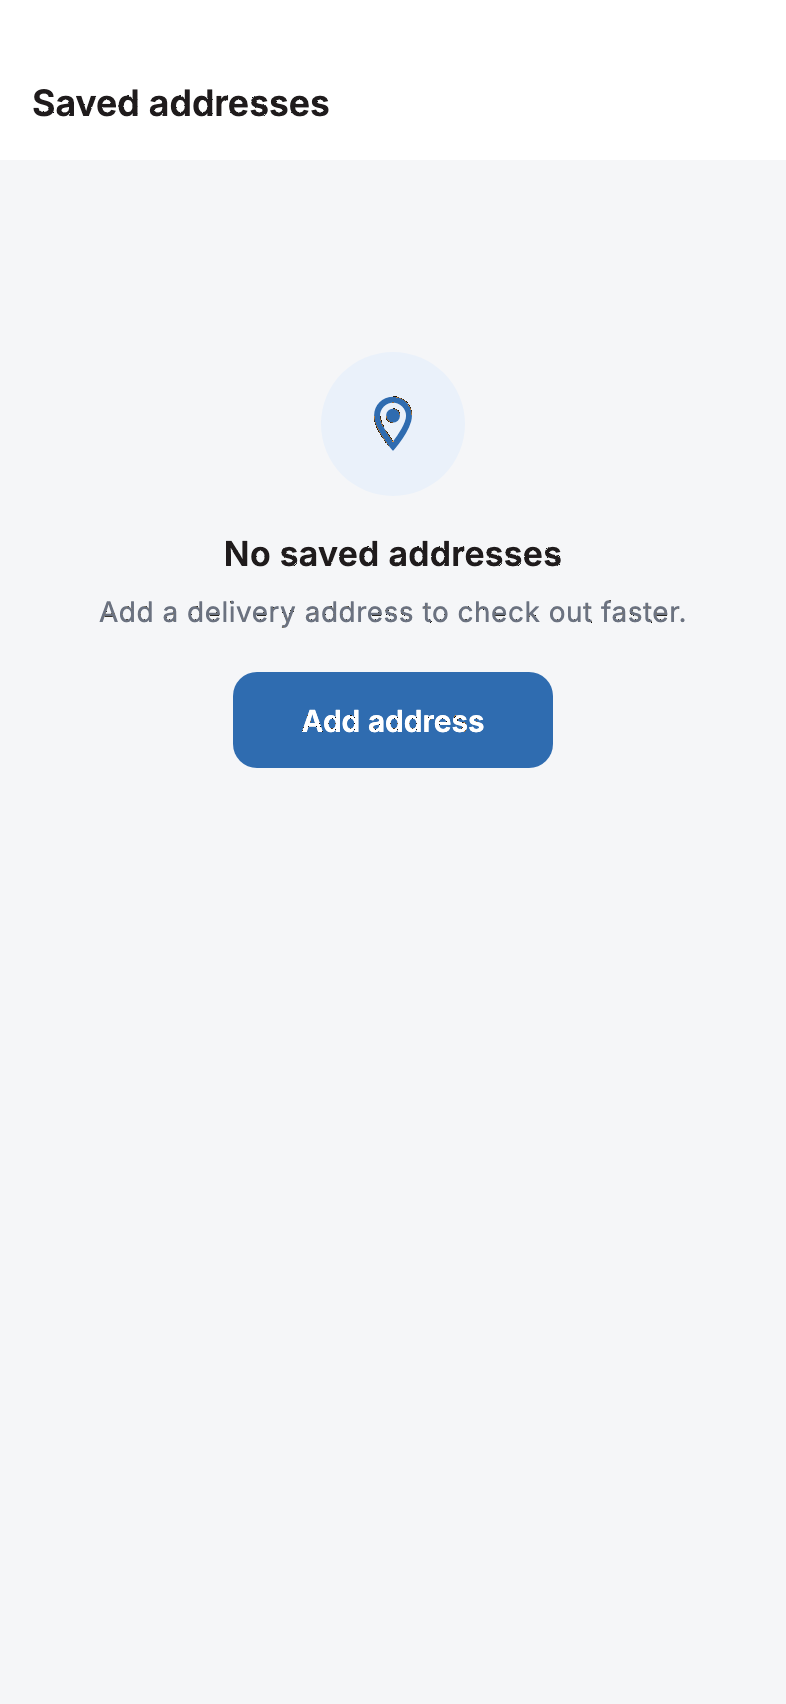 Saved addresses
No saved addresses
Add a delivery address to check out faster.
Add address